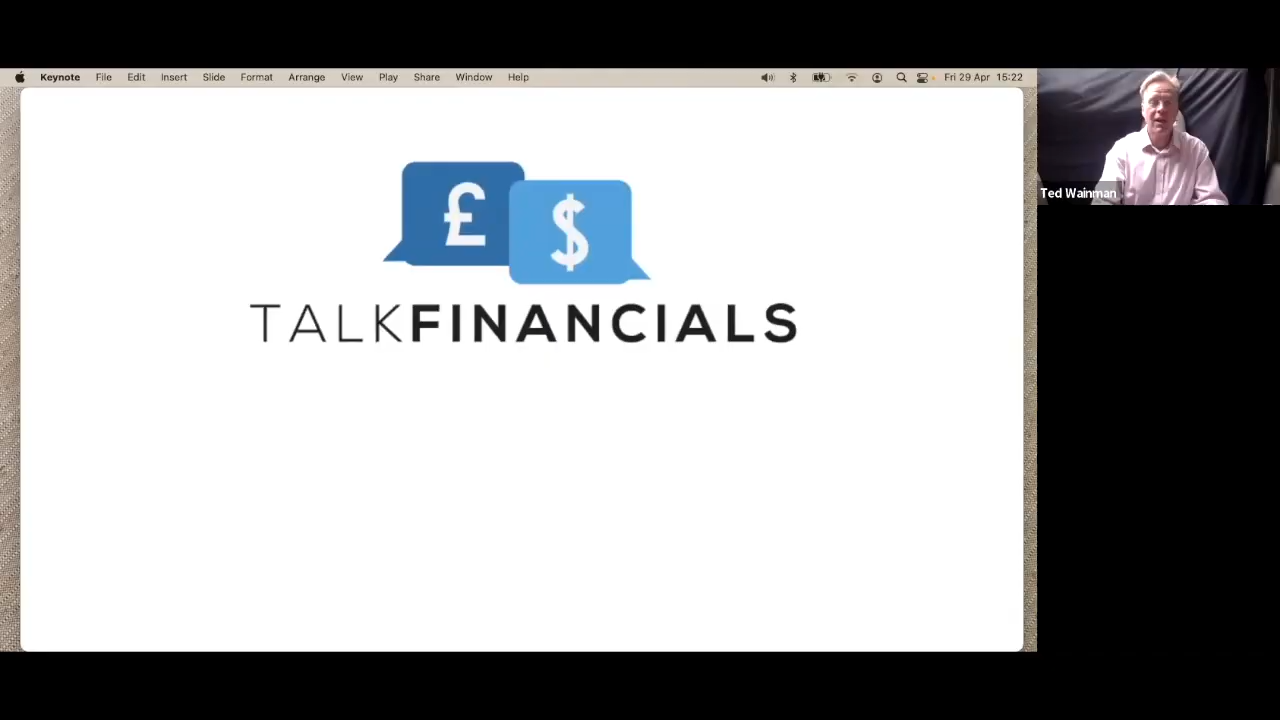 Keynote File Edit Insert Slide Format Arrange View Play Share Window Help Fri 29 Apr 15:22
Ted Wainman
£ $
TALKFINANCIALS